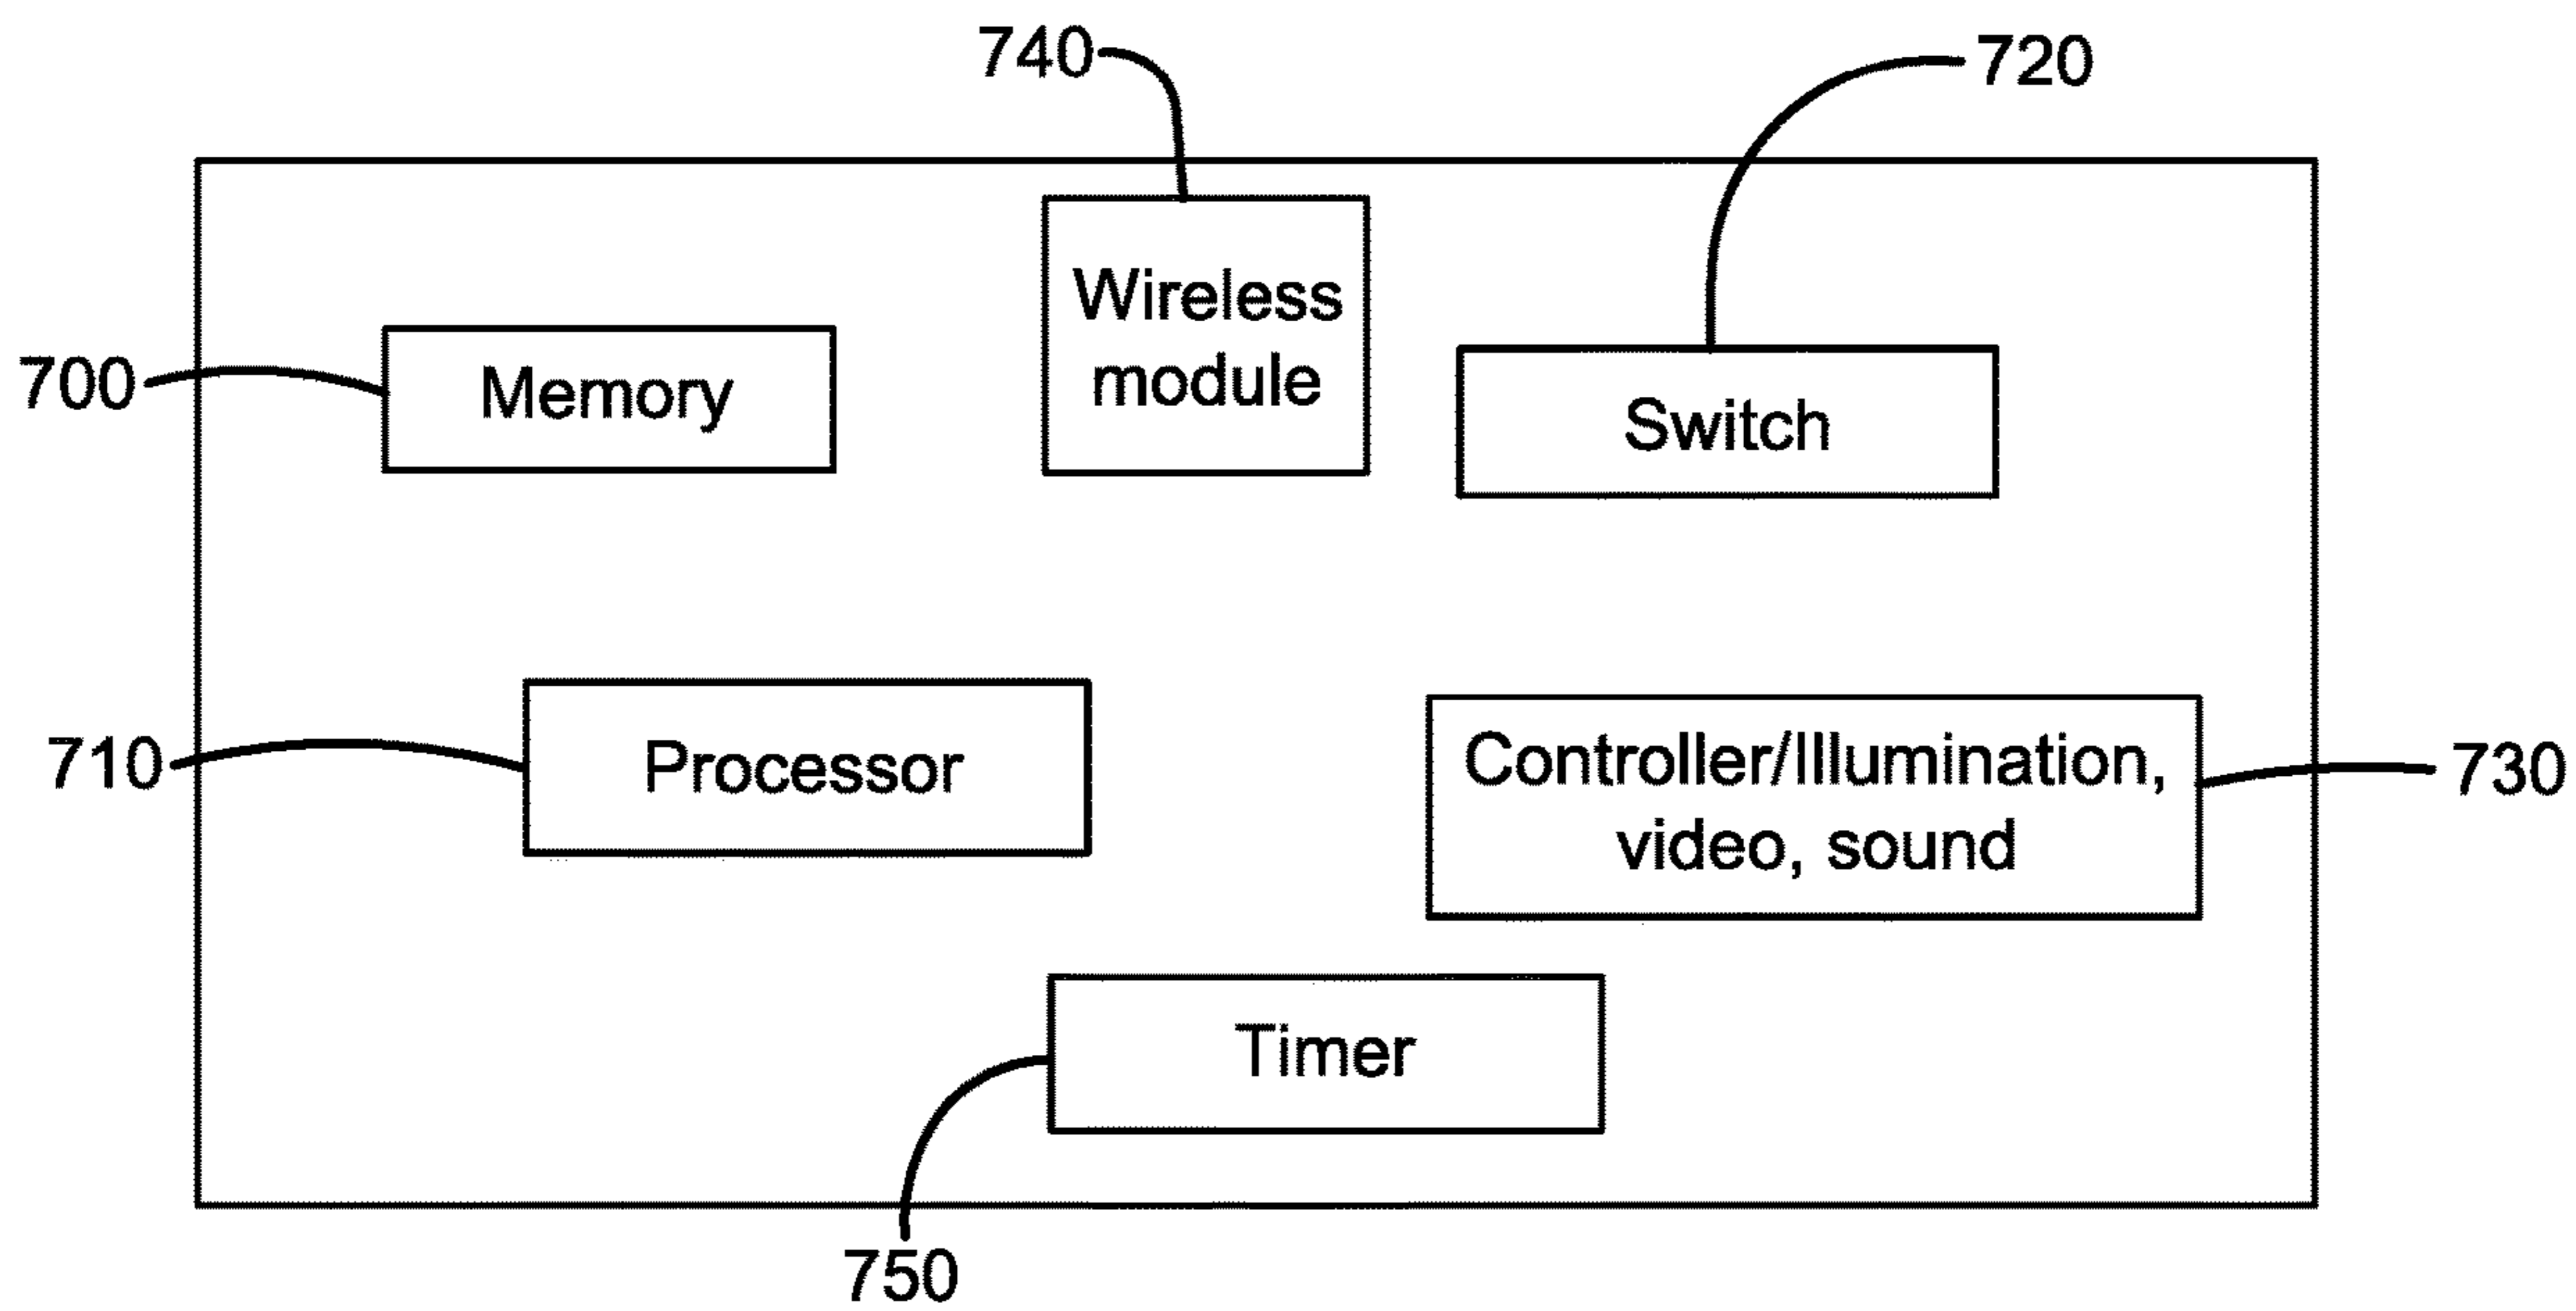 740
720
Wireless
module
700
Memory
Switch
710
Processor
Controller/Illumination,
video, sound
730
Timer
750